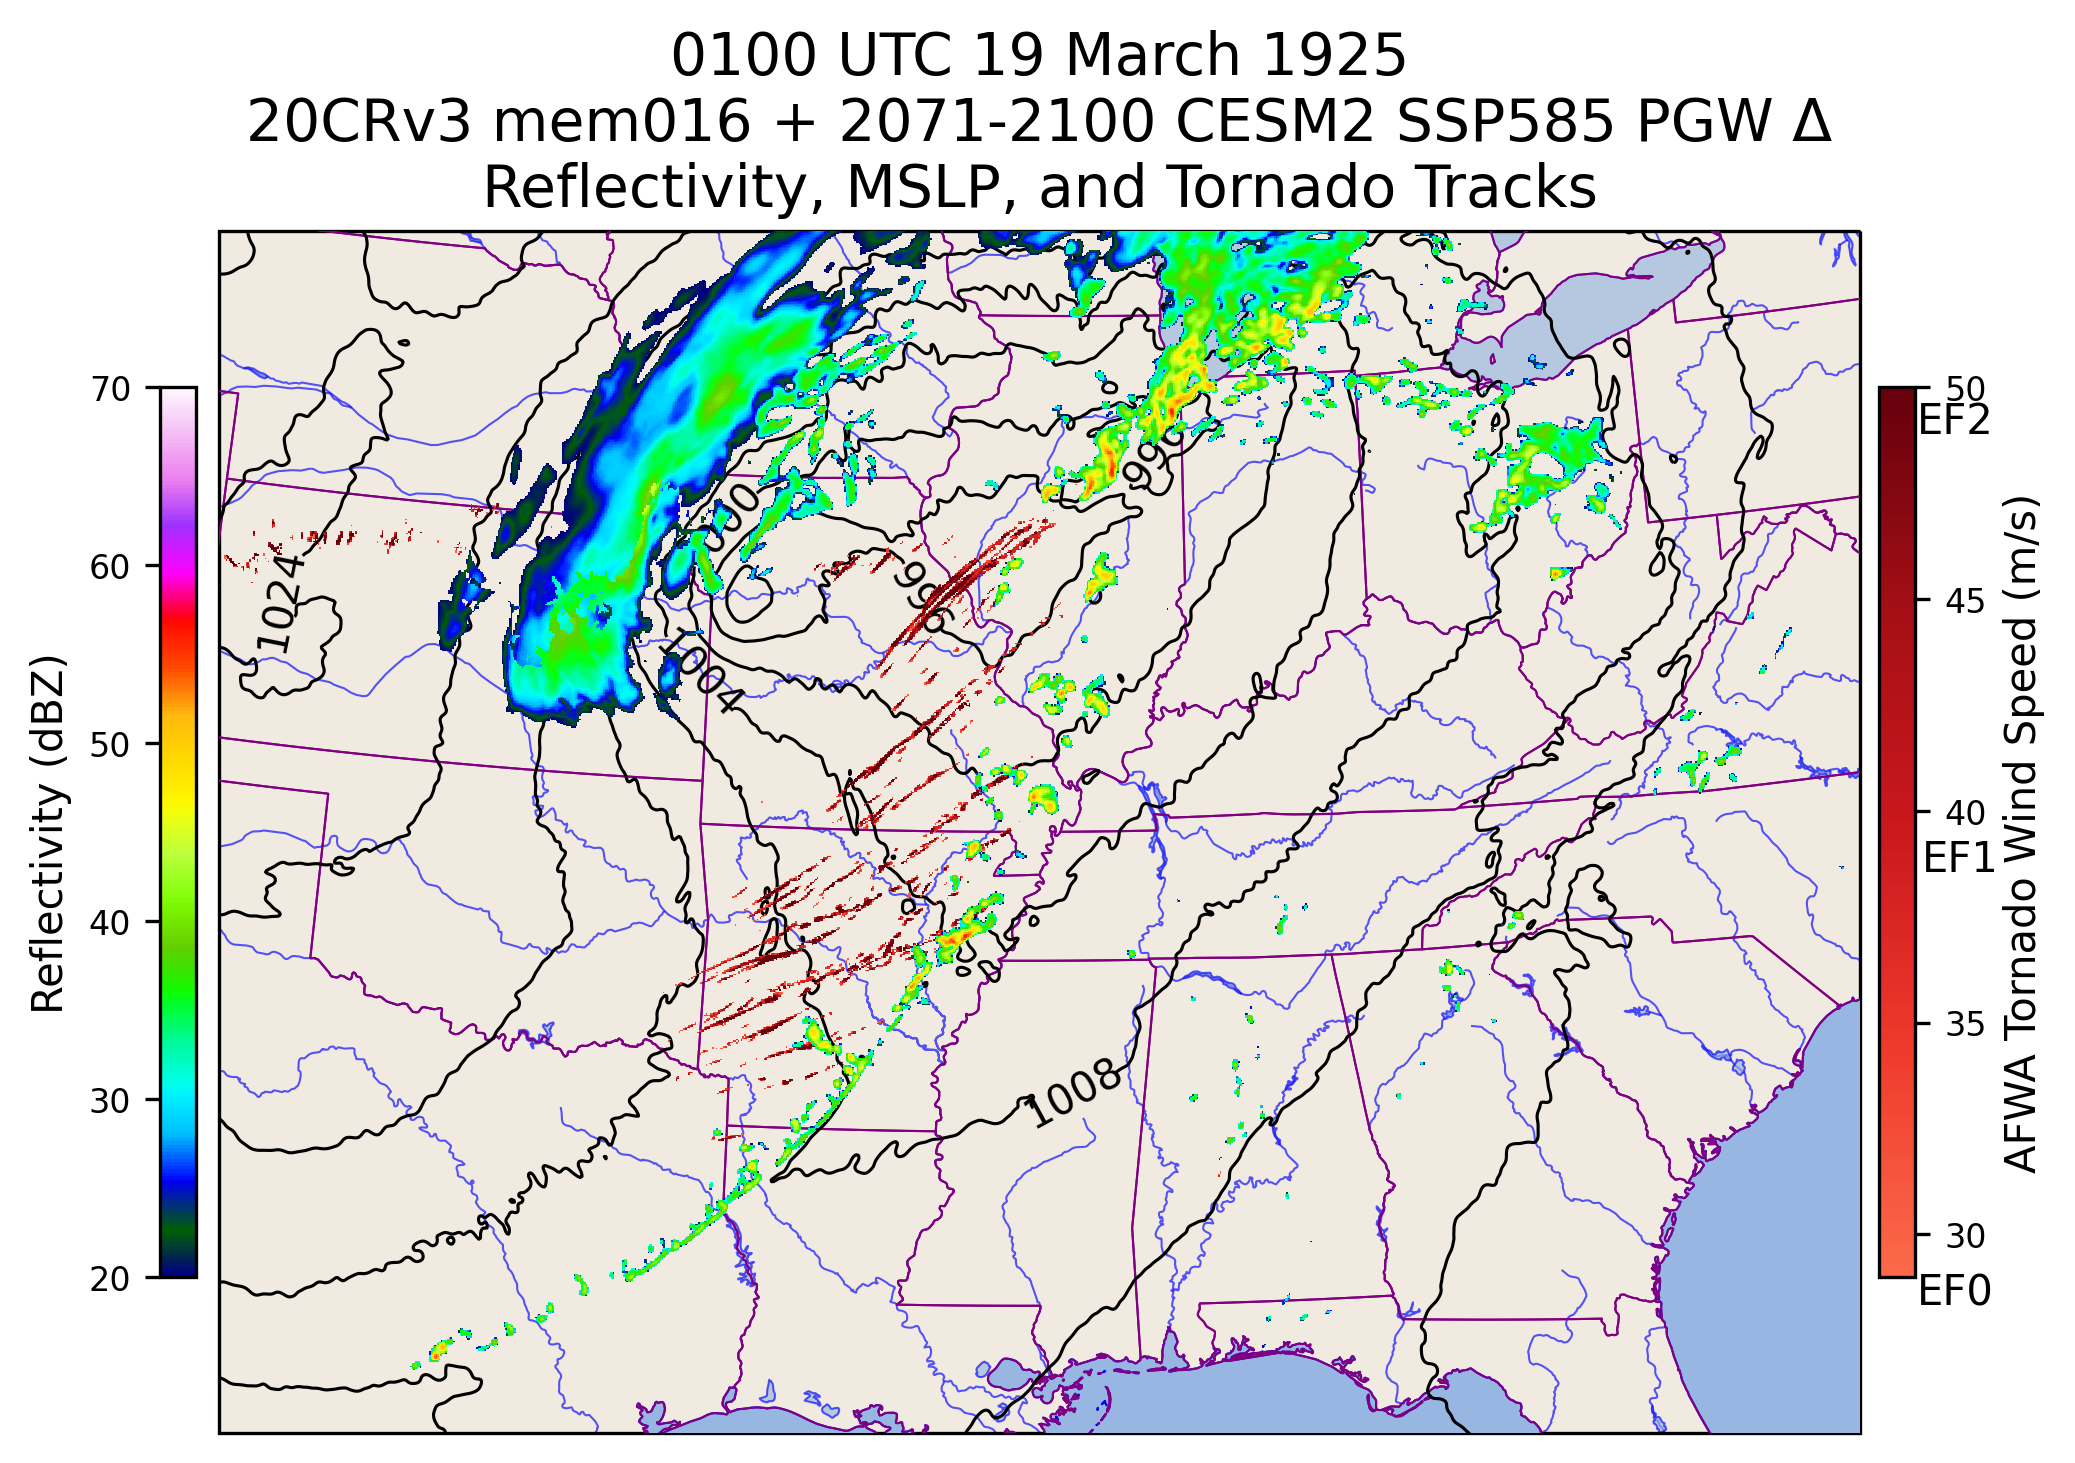 0100 UTC 19 March 1925
20CRv3 mem016 + 2071-2100 CESM2 SSP585 PGW Δ
Reflectivity, MSLP, and Tornado Tracks
Reflectivity (dBZ)
70
60
50
40
30
20
1024
1000
996
996
1004
1008
50
EF2
45
40
EF1
35
30
EF0
AFWA Tornado Wind Speed (m/s)